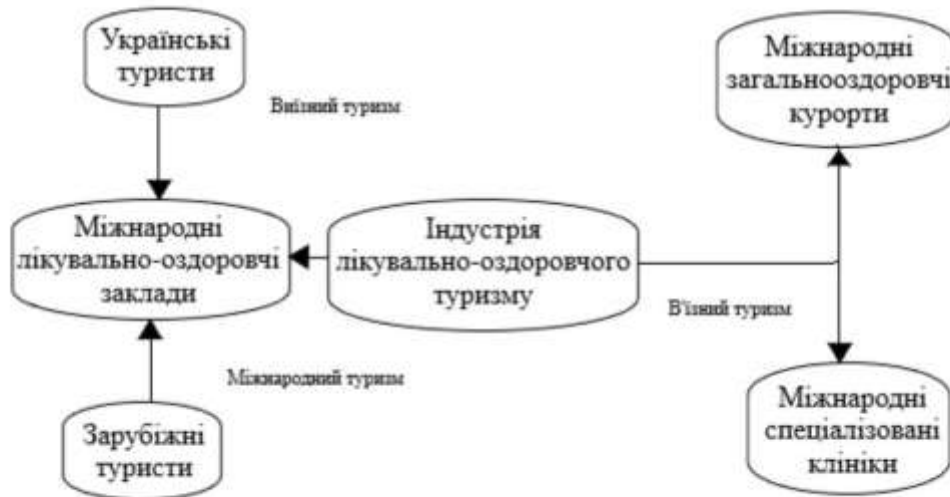 Українські
туристи
Виїзний туризм
Міжнародні
лікувально-оздоровчі
заклади
Міжнародний туризм
Зарубіжні
туристи
Індустрія
лікувально-оздоровчого
туризму
В'їзний туризм
Міжнародні
загальнооздоровчі
курорти
Міжнародні
спеціалізовані
клініки